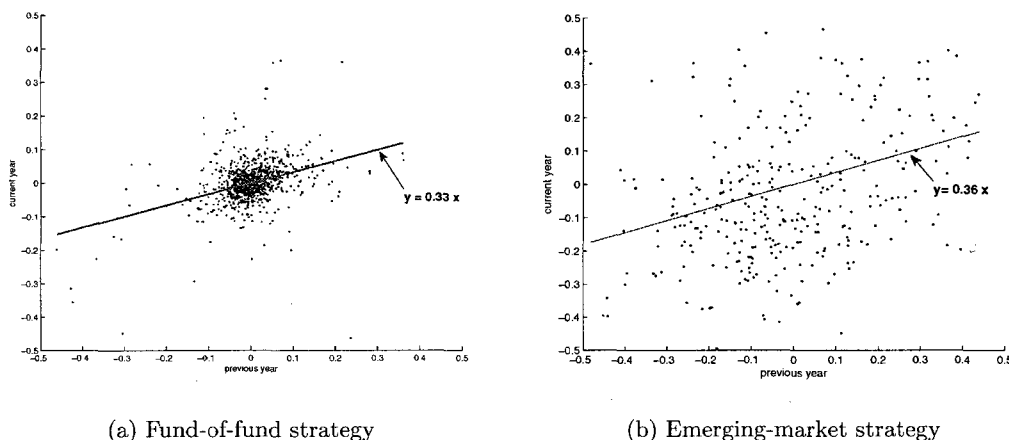 0.5
0.4
0.3
0.2
0.1
0
−0.1
−0.2
−0.3
−0.4
−0.5
current year
−0.5 −0.4 −0.3 −0.2 −0.1 0 0.1 0.2 0.3 0.4 0.5
previous year
y = 0.33 x
(a) Fund-of-fund strategy
0.5
0.4
0.3
0.2
0.1
0
−0.1
−0.2
−0.3
−0.4
−0.5
current year
−0.5 −0.4 −0.3 −0.2 −0.1 0 0.1 0.2 0.3 0.4 0.5
previous year
y= 0.36 x
(b) Emerging-market strategy